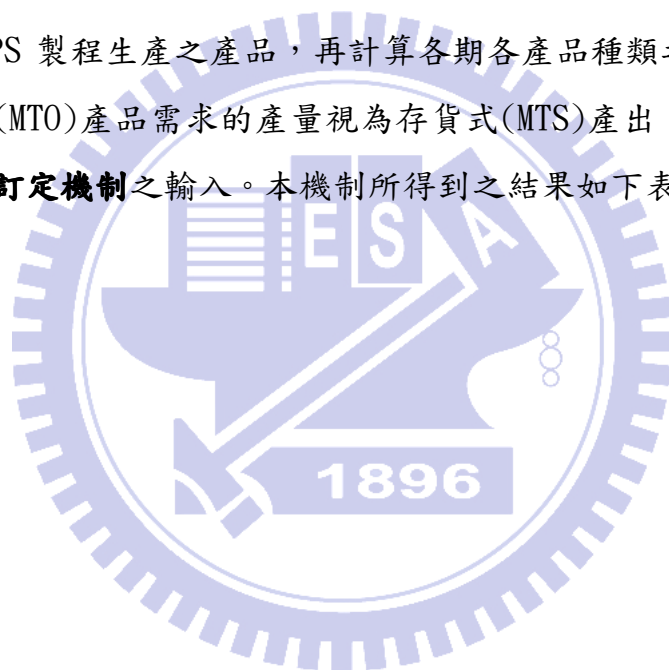 PS 製程生產之產品，再計算各期各產品種類
(MTO)產品需求的產量視為存貨式(MTS)產出
訂定機制之輸入。本機制所得到之結果如下表
ESA
1896